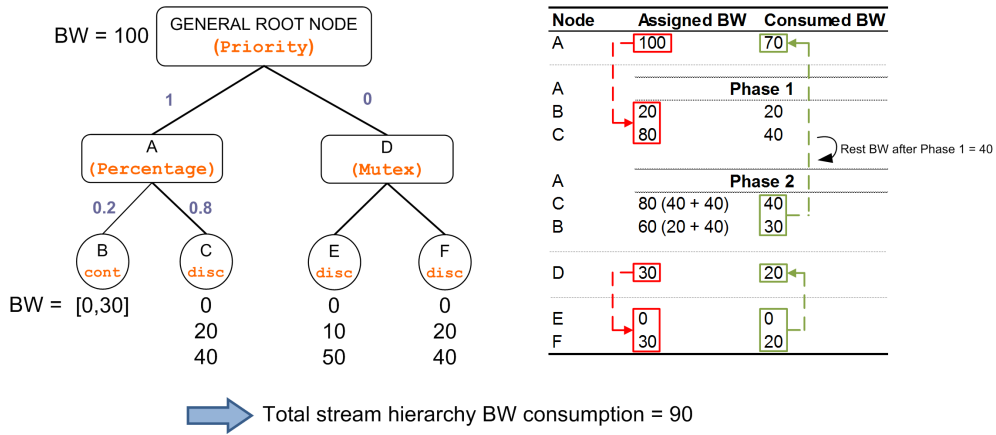 GENERAL ROOT NODE
(Priority)
BW = 100
1
0
A
(Percentage)
D
(Mutex)
0.2
0.8
B
cont
C
disc
E
disc
F
disc
BW = [0,30]
0
0
0
20
10
20
40
50
40
Node Assigned BW Consumed BW
A 100 70
A Phase 1
B 20 20
C 80 40
Rest BW after Phase 1 = 40
A Phase 2
C 80 (40 + 40) 40
B 60 (20 + 40) 30
D 30 20
E 0 0
F 30 20
Total stream hierarchy BW consumption = 90